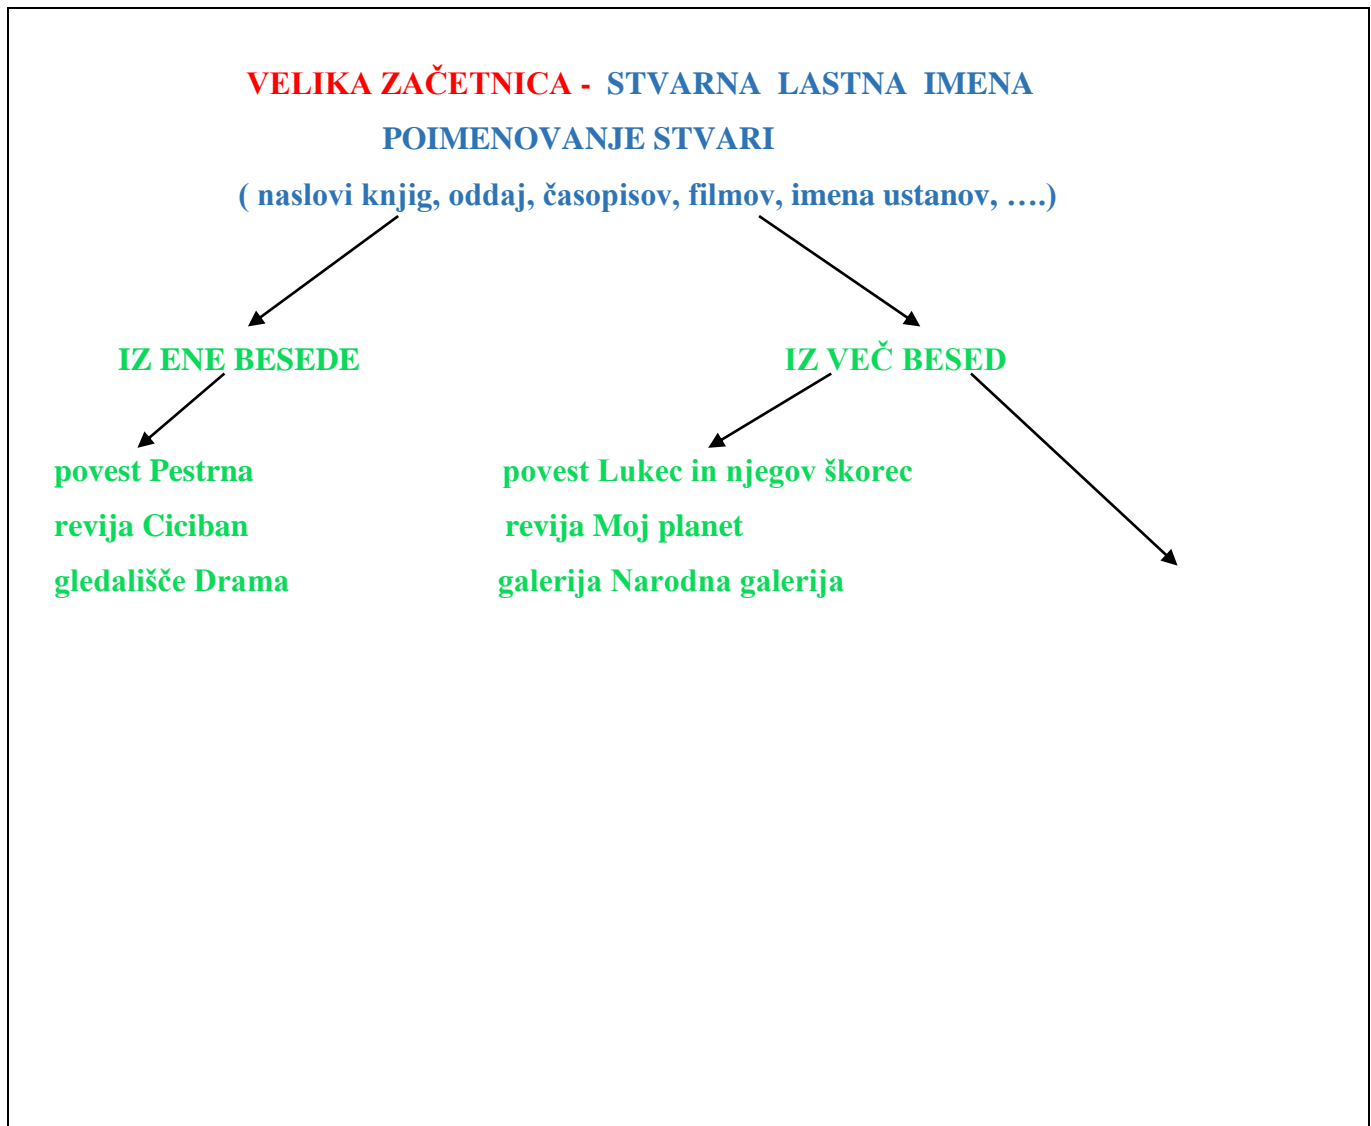 VELIKA ZAČETNICA - STVARNA LASTNA IMENA
POIMENOVANJE STVARI
( naslovi knjig, oddaj, časopisov, filmov, imena ustanov, ….)
IZ ENE BESEDE
IZ VEČ BESED
povest Pestrna
povest Lukec in njegov škorec
revija Ciciban
revija Moj planet
gledališče Drama
galerija Narodna galerija